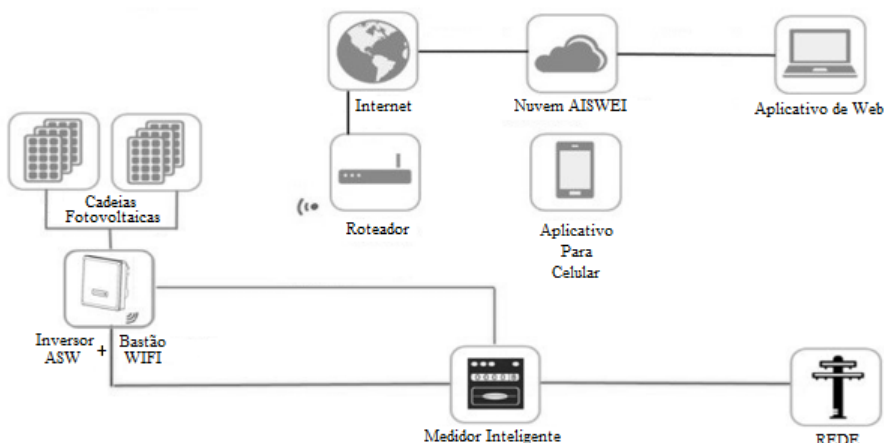 Internet
Nuvem AISWEI
Aplicativo de Web
Cadeias
Fotovoltaicas
Roteador
Aplicativo
Para
Celular
Inversor + Bastão
ASW WIFI
00008
Medidor Inteligente
REDE